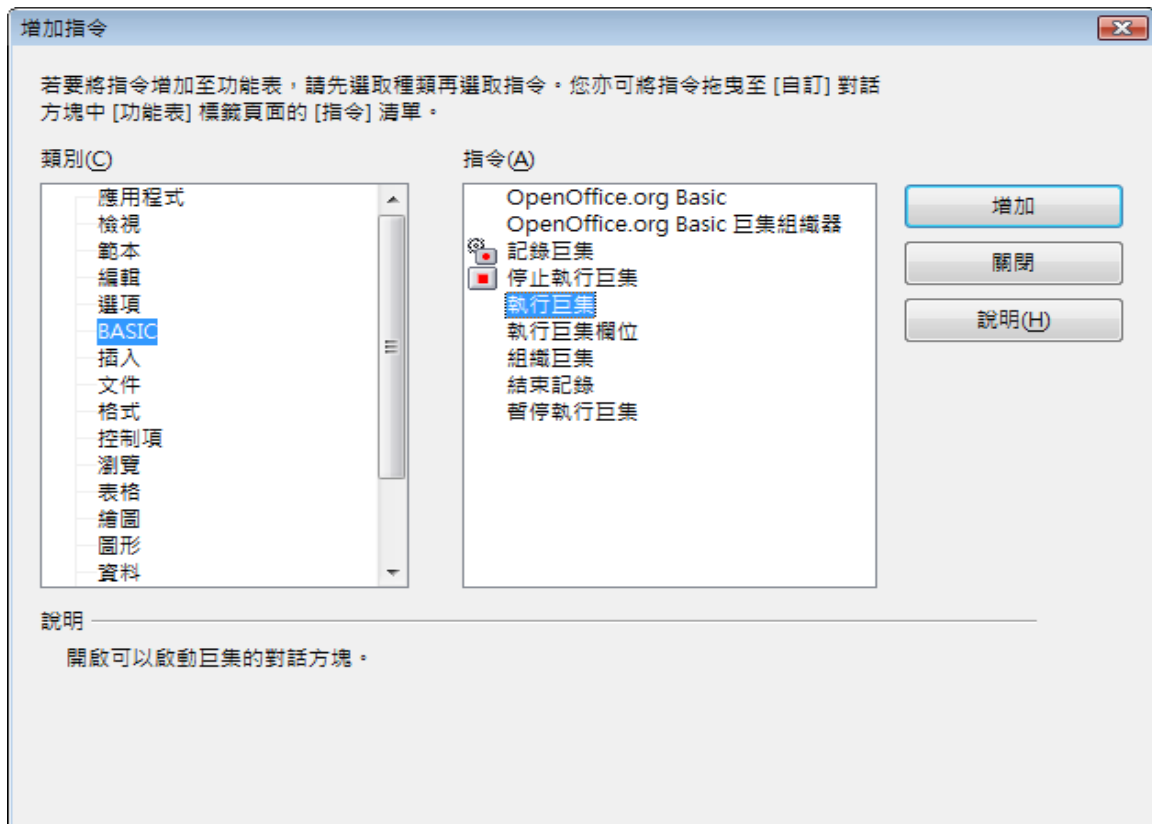 增加指令
若要將指令增加至功能表，請先選取種類再選取指令。您亦可將指令拖曳至 [自訂] 對話
方塊中 [功能表] 標籤頁面的 [指令] 清單。
類別(C)
應用程式
檢視
範本
編輯
選項
BASIC
插入
文件
格式
控制項
瀏覽
表格
繪圖
圖形
資料
指令(A)
OpenOffice.org Basic
OpenOffice.org Basic 巨集組織器
記錄巨集
停止執行巨集
執行巨集
執行巨集欄位
組織巨集
結束記錄
暫停執行巨集
增加
關閉
說明(H)
說明
開啟可以啟動巨集的對話方塊。